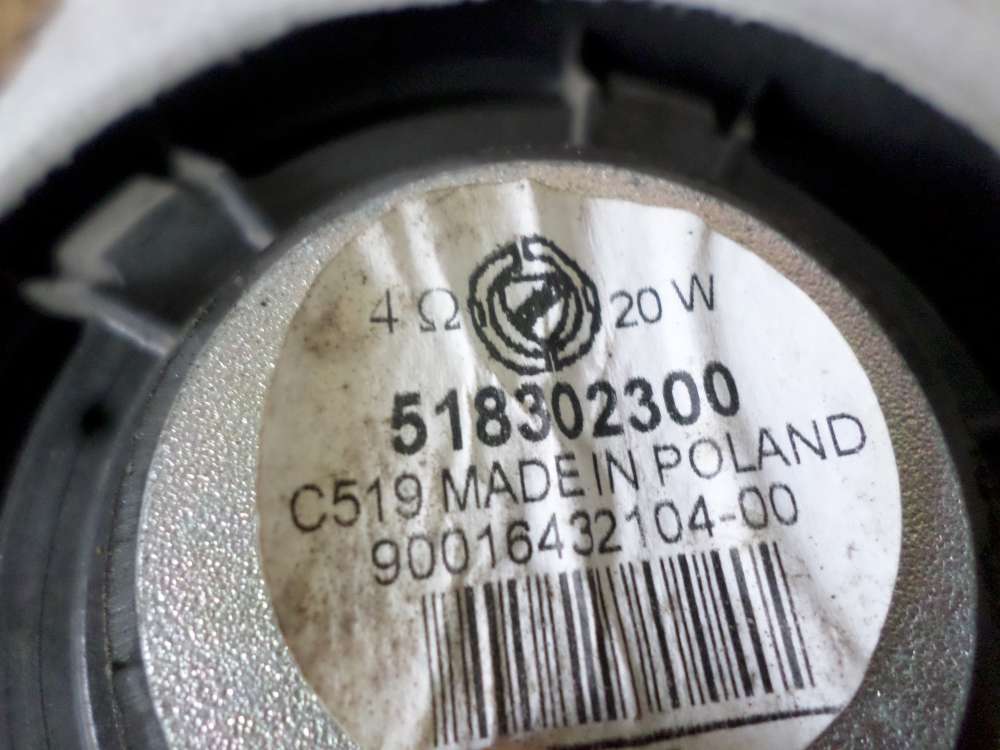 4 Ω 20 W
518302300
C519 MADE IN POLAND
90016432104-00